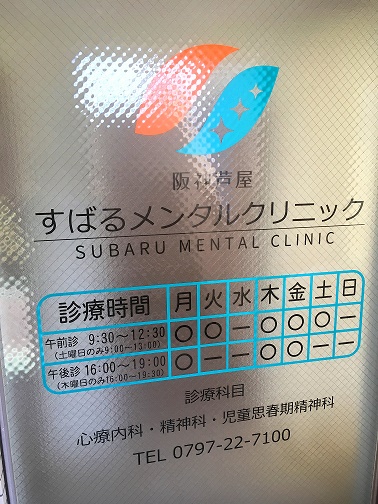 阪神芦屋
すばるメンタルクリニック
SUBARU MENTAL CLINIC
診療時間 月 火 水 木 金 土 日
午前診 9:30～12:30 ○ ○ ー ○ ○ ○ ー
(土曜日のみ9:00～13:00)
午後診 16:00～19:00 ○ ー ー ○ ○ ー ー
(木曜日のみ16:00～19:30)
診療科目
心療内科・精神科・児童思春期精神科
TEL 0797-22-7100